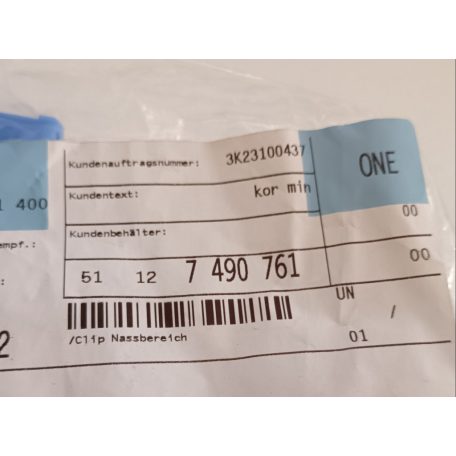 Kundenauftragsnummer: 3K23100437
ONE
1 400
Kundentext: kor min
00
empf.:
Kundenbehälter:
00
51 12 7 490 761
UN
/
2
/Clip Nassbereich
01